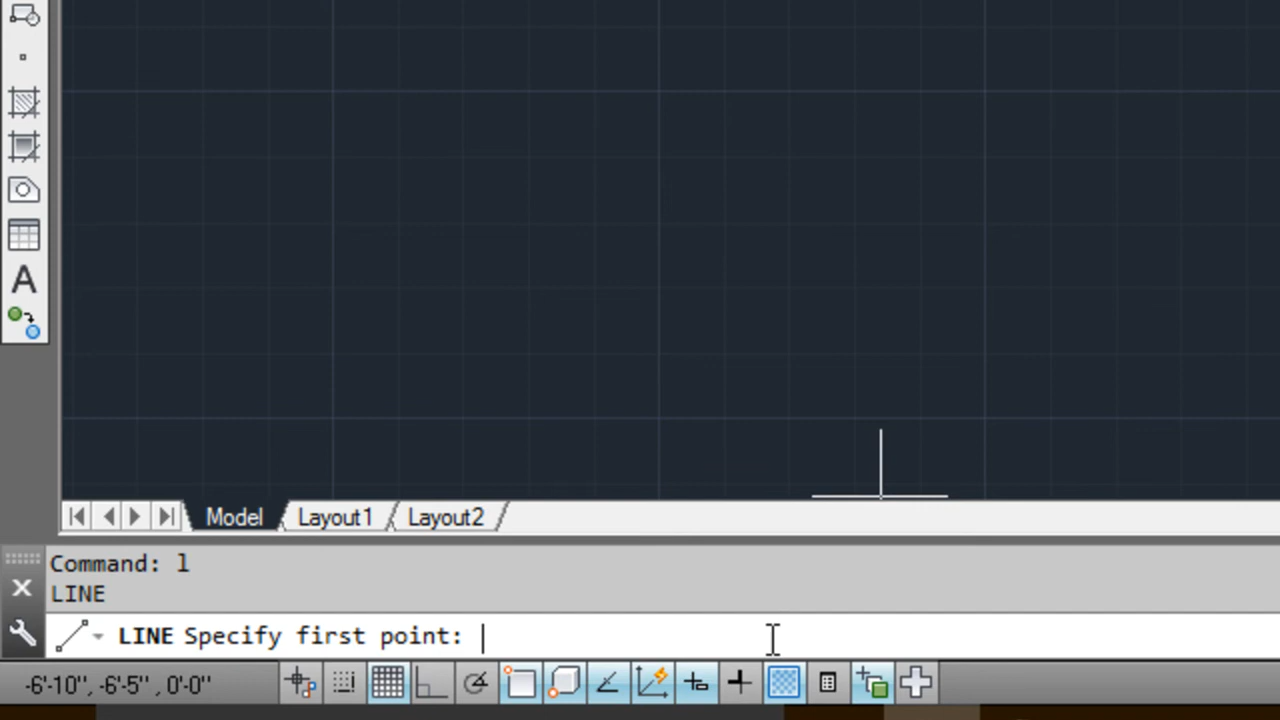 A
Model Layout1 Layout2
Command: l
LINE
LINE Specify first point:
-6'-10", -6'-5" , 0'-0"